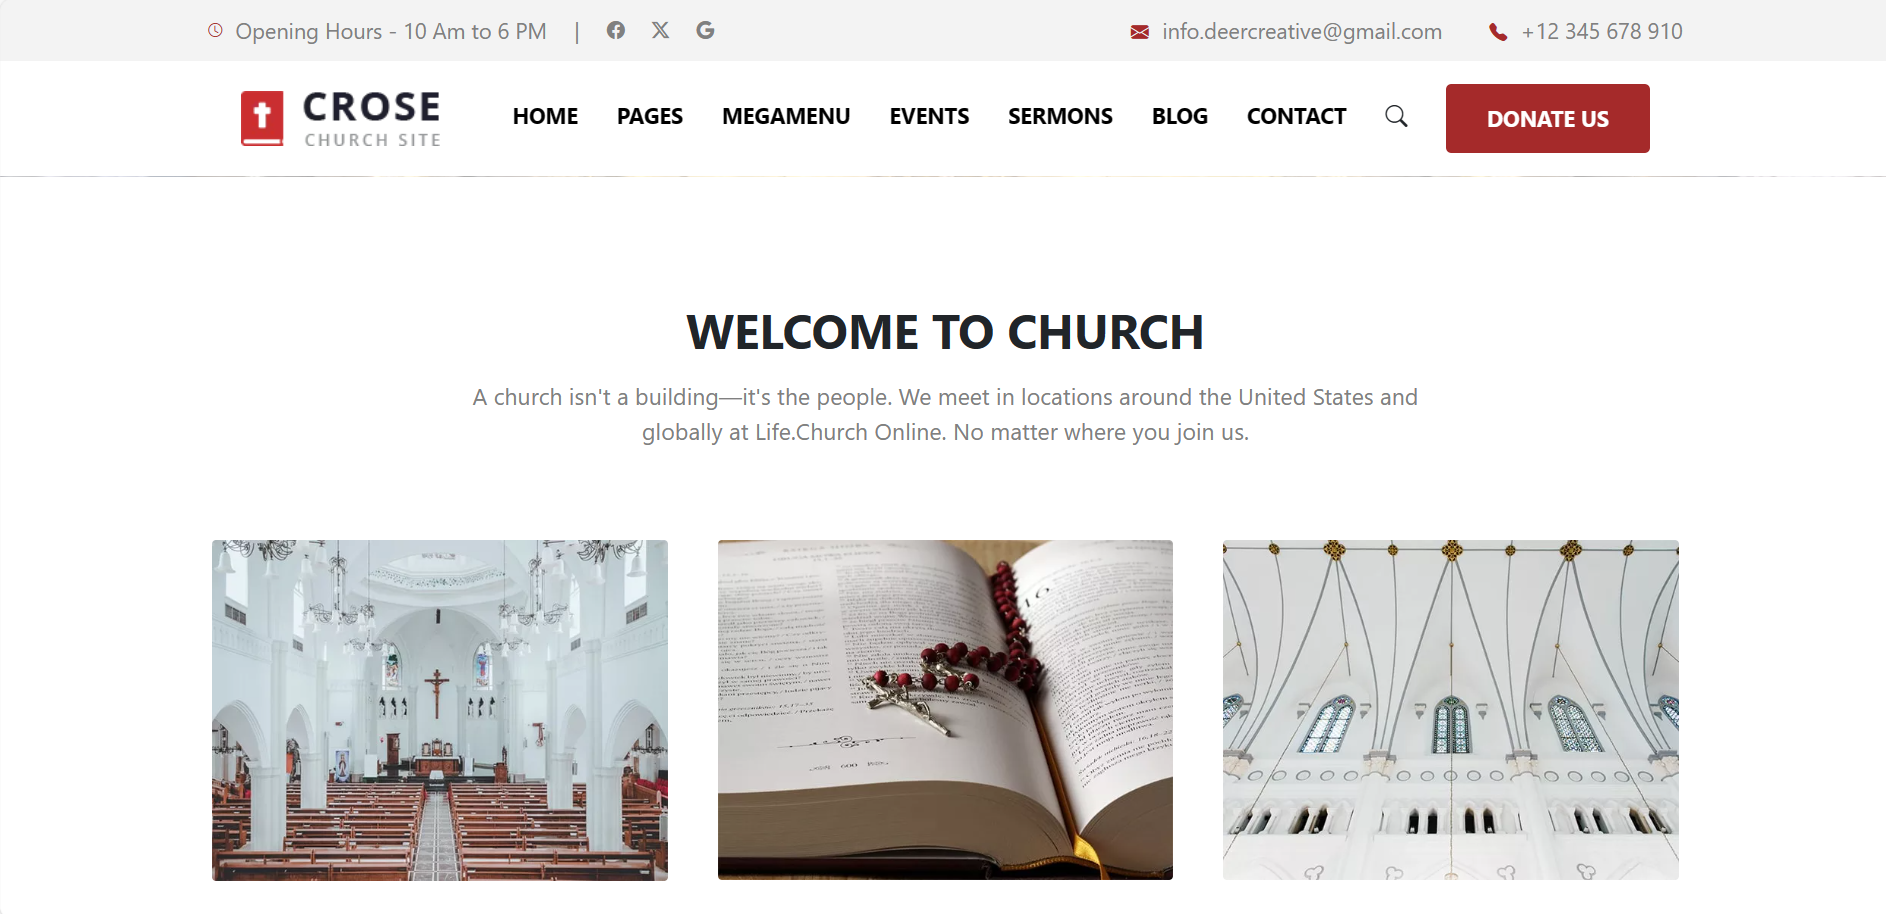 Opening Hours - 10 Am to 6 PM |
info.deercreative@gmail.com
+12 345 678 910
CROSE
CHURCH SITE
HOME PAGES MEGAMENU EVENTS SERMONS BLOG CONTACT
DONATE US
WELCOME TO CHURCH
A church isn't a building—it's the people. We meet in locations around the United States and
globally at Life.Church Online. No matter where you join us.
600